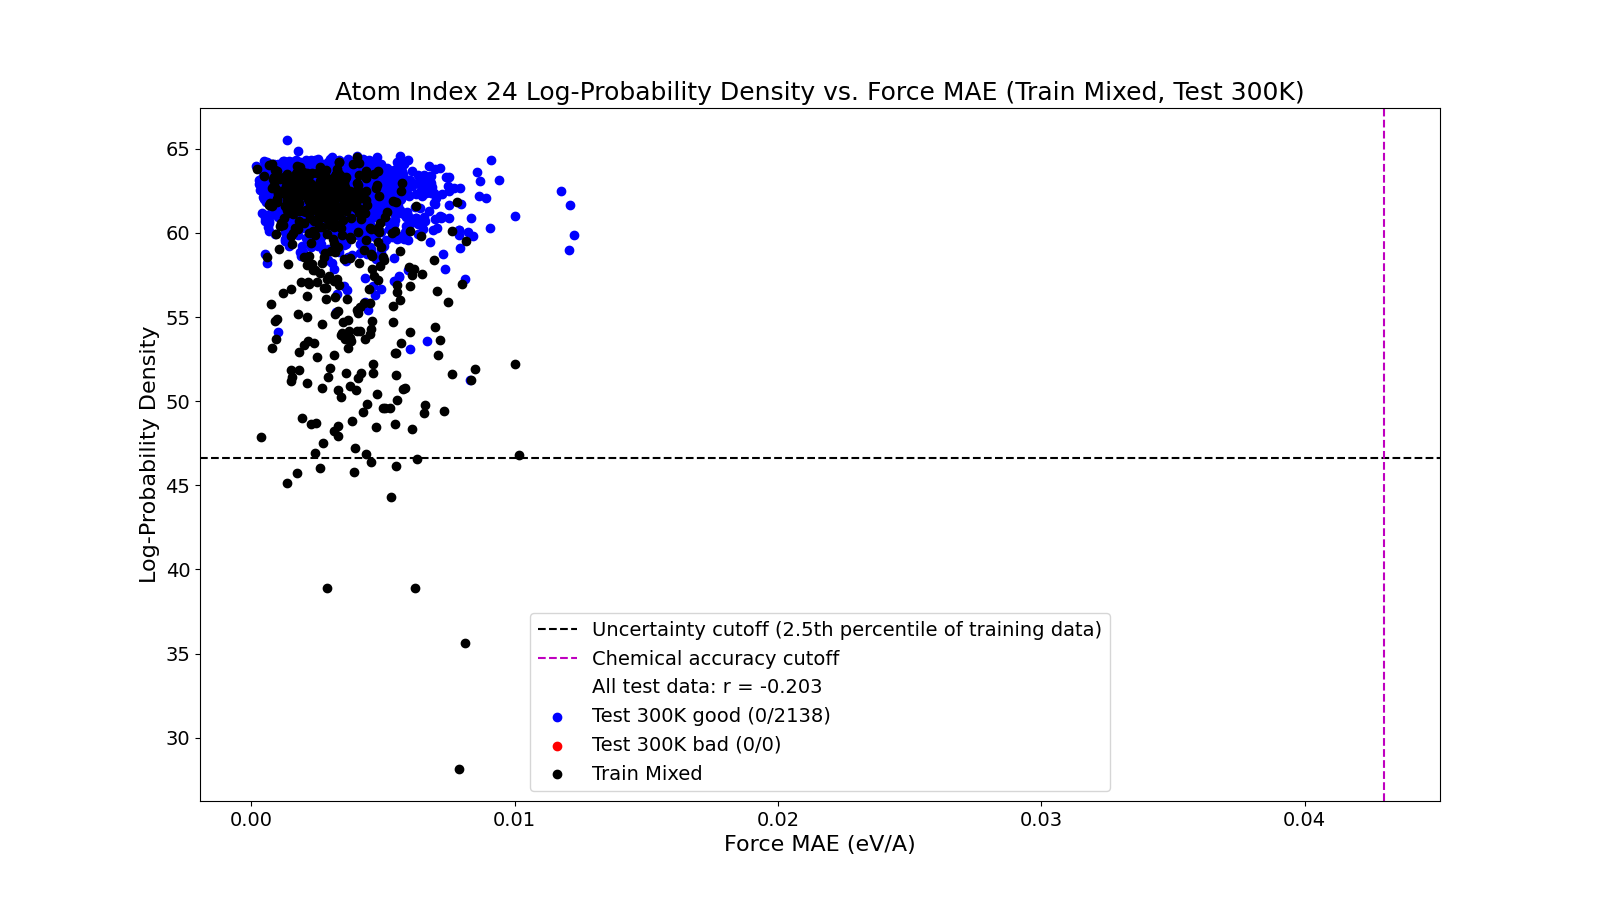 Atom Index 24 Log-Probability Density vs. Force MAE (Train Mixed, Test 300K)
Log-Probability Density
65
60
55
50
45
40
35
30
Uncertainty cutoff (2.5th percentile of training data)
Chemical accuracy cutoff
All test data: r = -0.203
Test 300K good (0/2138)
Test 300K bad (0/0)
Train Mixed
0.00 0.01 0.02 0.03 0.04
Force MAE (eV/A)